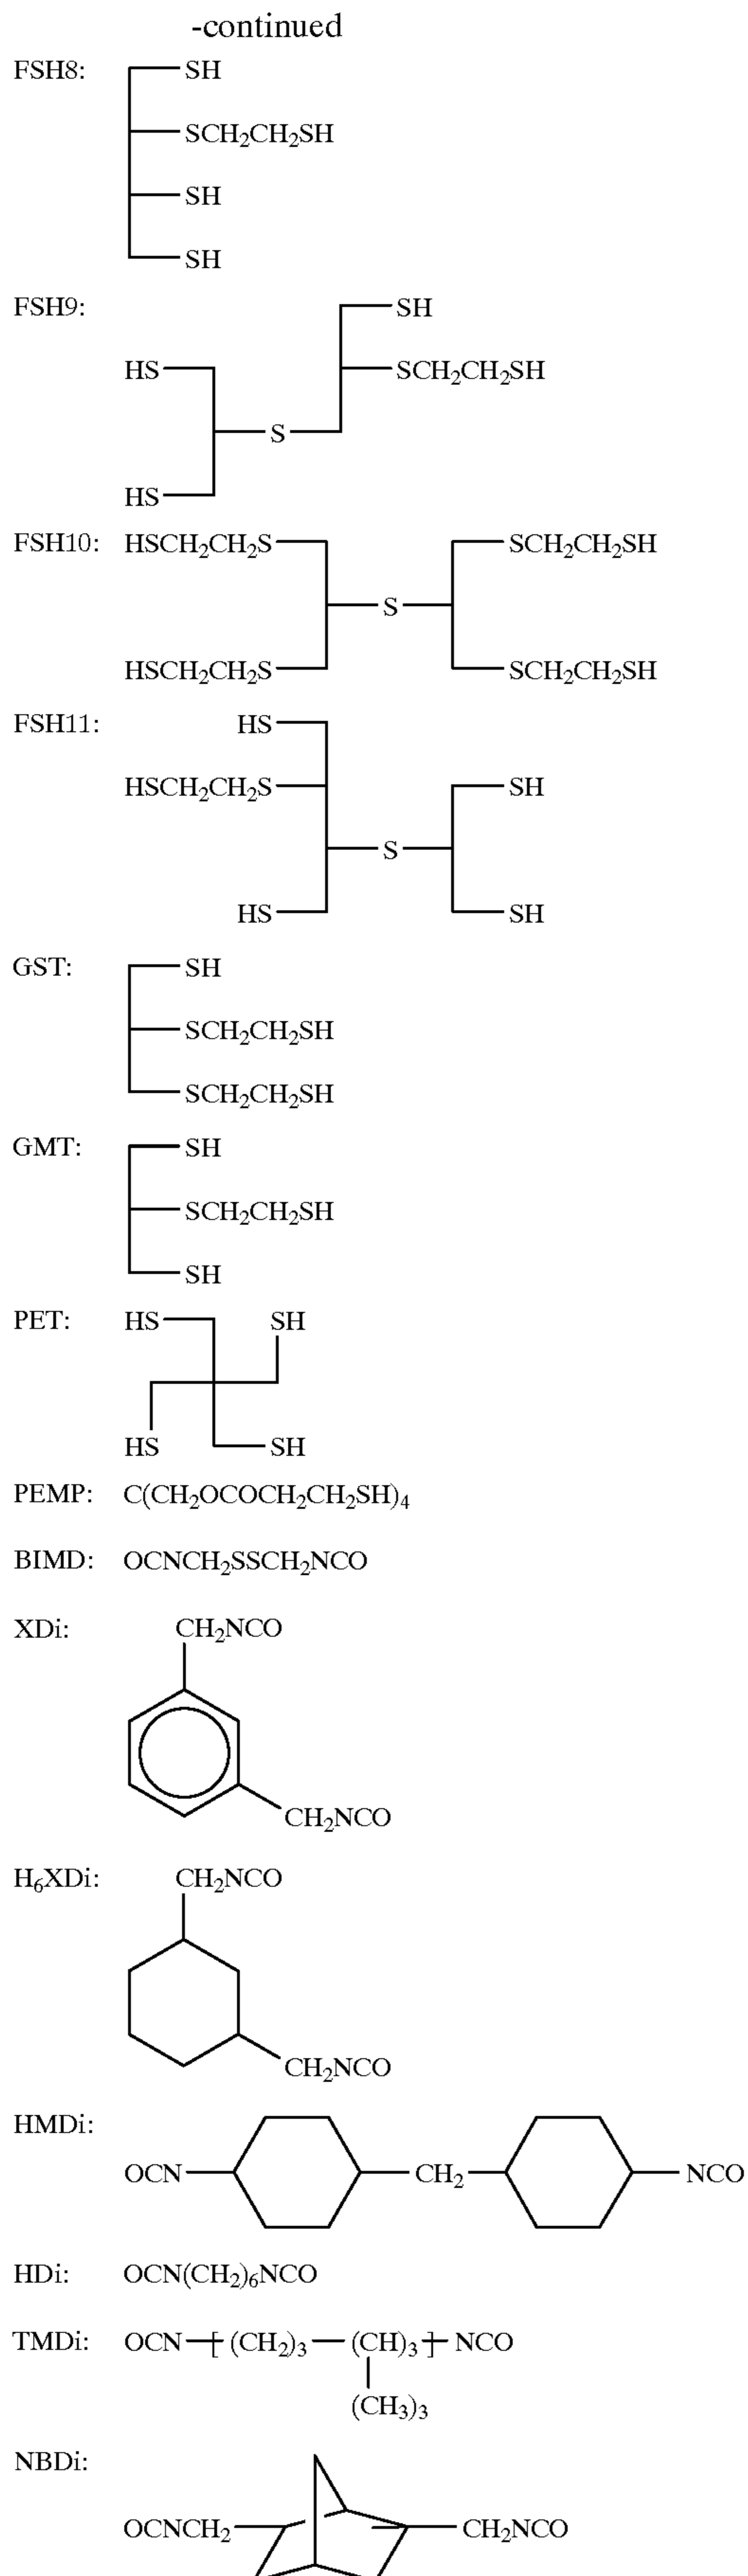 -continued
FSH8: SH
SCH₂CH₂SH
SH
SH
FSH9: SH
HS SCH₂CH₂SH
S
HS
FSH10: HSCH₂CH₂S SCH₂CH₂SH
S
HSCH₂CH₂S SCH₂CH₂SH
FSH11: HS
HSCH₂CH₂S SH
S
HS SH
GST: SH
SCH₂CH₂SH
SCH₂CH₂SH
GMT: SH
SCH₂CH₂SH
SH
PET: HS SH
HS SH
PEMP: C(CH₂OCOCH₂CH₂SH)₄
BIMD: OCNCH₂SSCH₂NCO
XDi: CH₂NCO
CH₂NCO
H₆XDi: CH₂NCO
CH₂NCO
HMDi:
OCN CH₂ NCO
HDi: OCN(CH₂)₆NCO
TMDi: OCN—[(CH₂)₃—(CH)₃]—NCO
(CH₃)₃
NBDi:
OCNCH₂ CH₂NCO